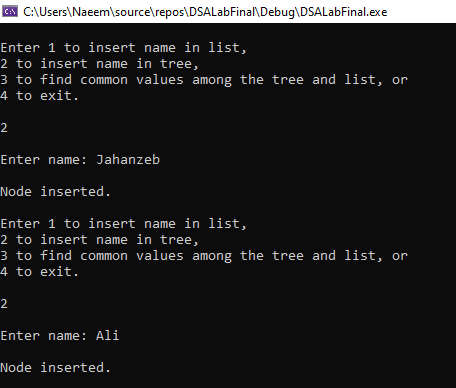 C:\Users\Naeem\source\repos\DSALabFinal\Debug\DSALabFinal.exe
Enter 1 to insert name in list,
2 to insert name in tree,
3 to find common values among the tree and list, or
4 to exit.
2
Enter name: Jahanzeb
Node inserted.
Enter 1 to insert name in list,
2 to insert name in tree,
3 to find common values among the tree and list, or
4 to exit.
2
Enter name: Ali
Node inserted.